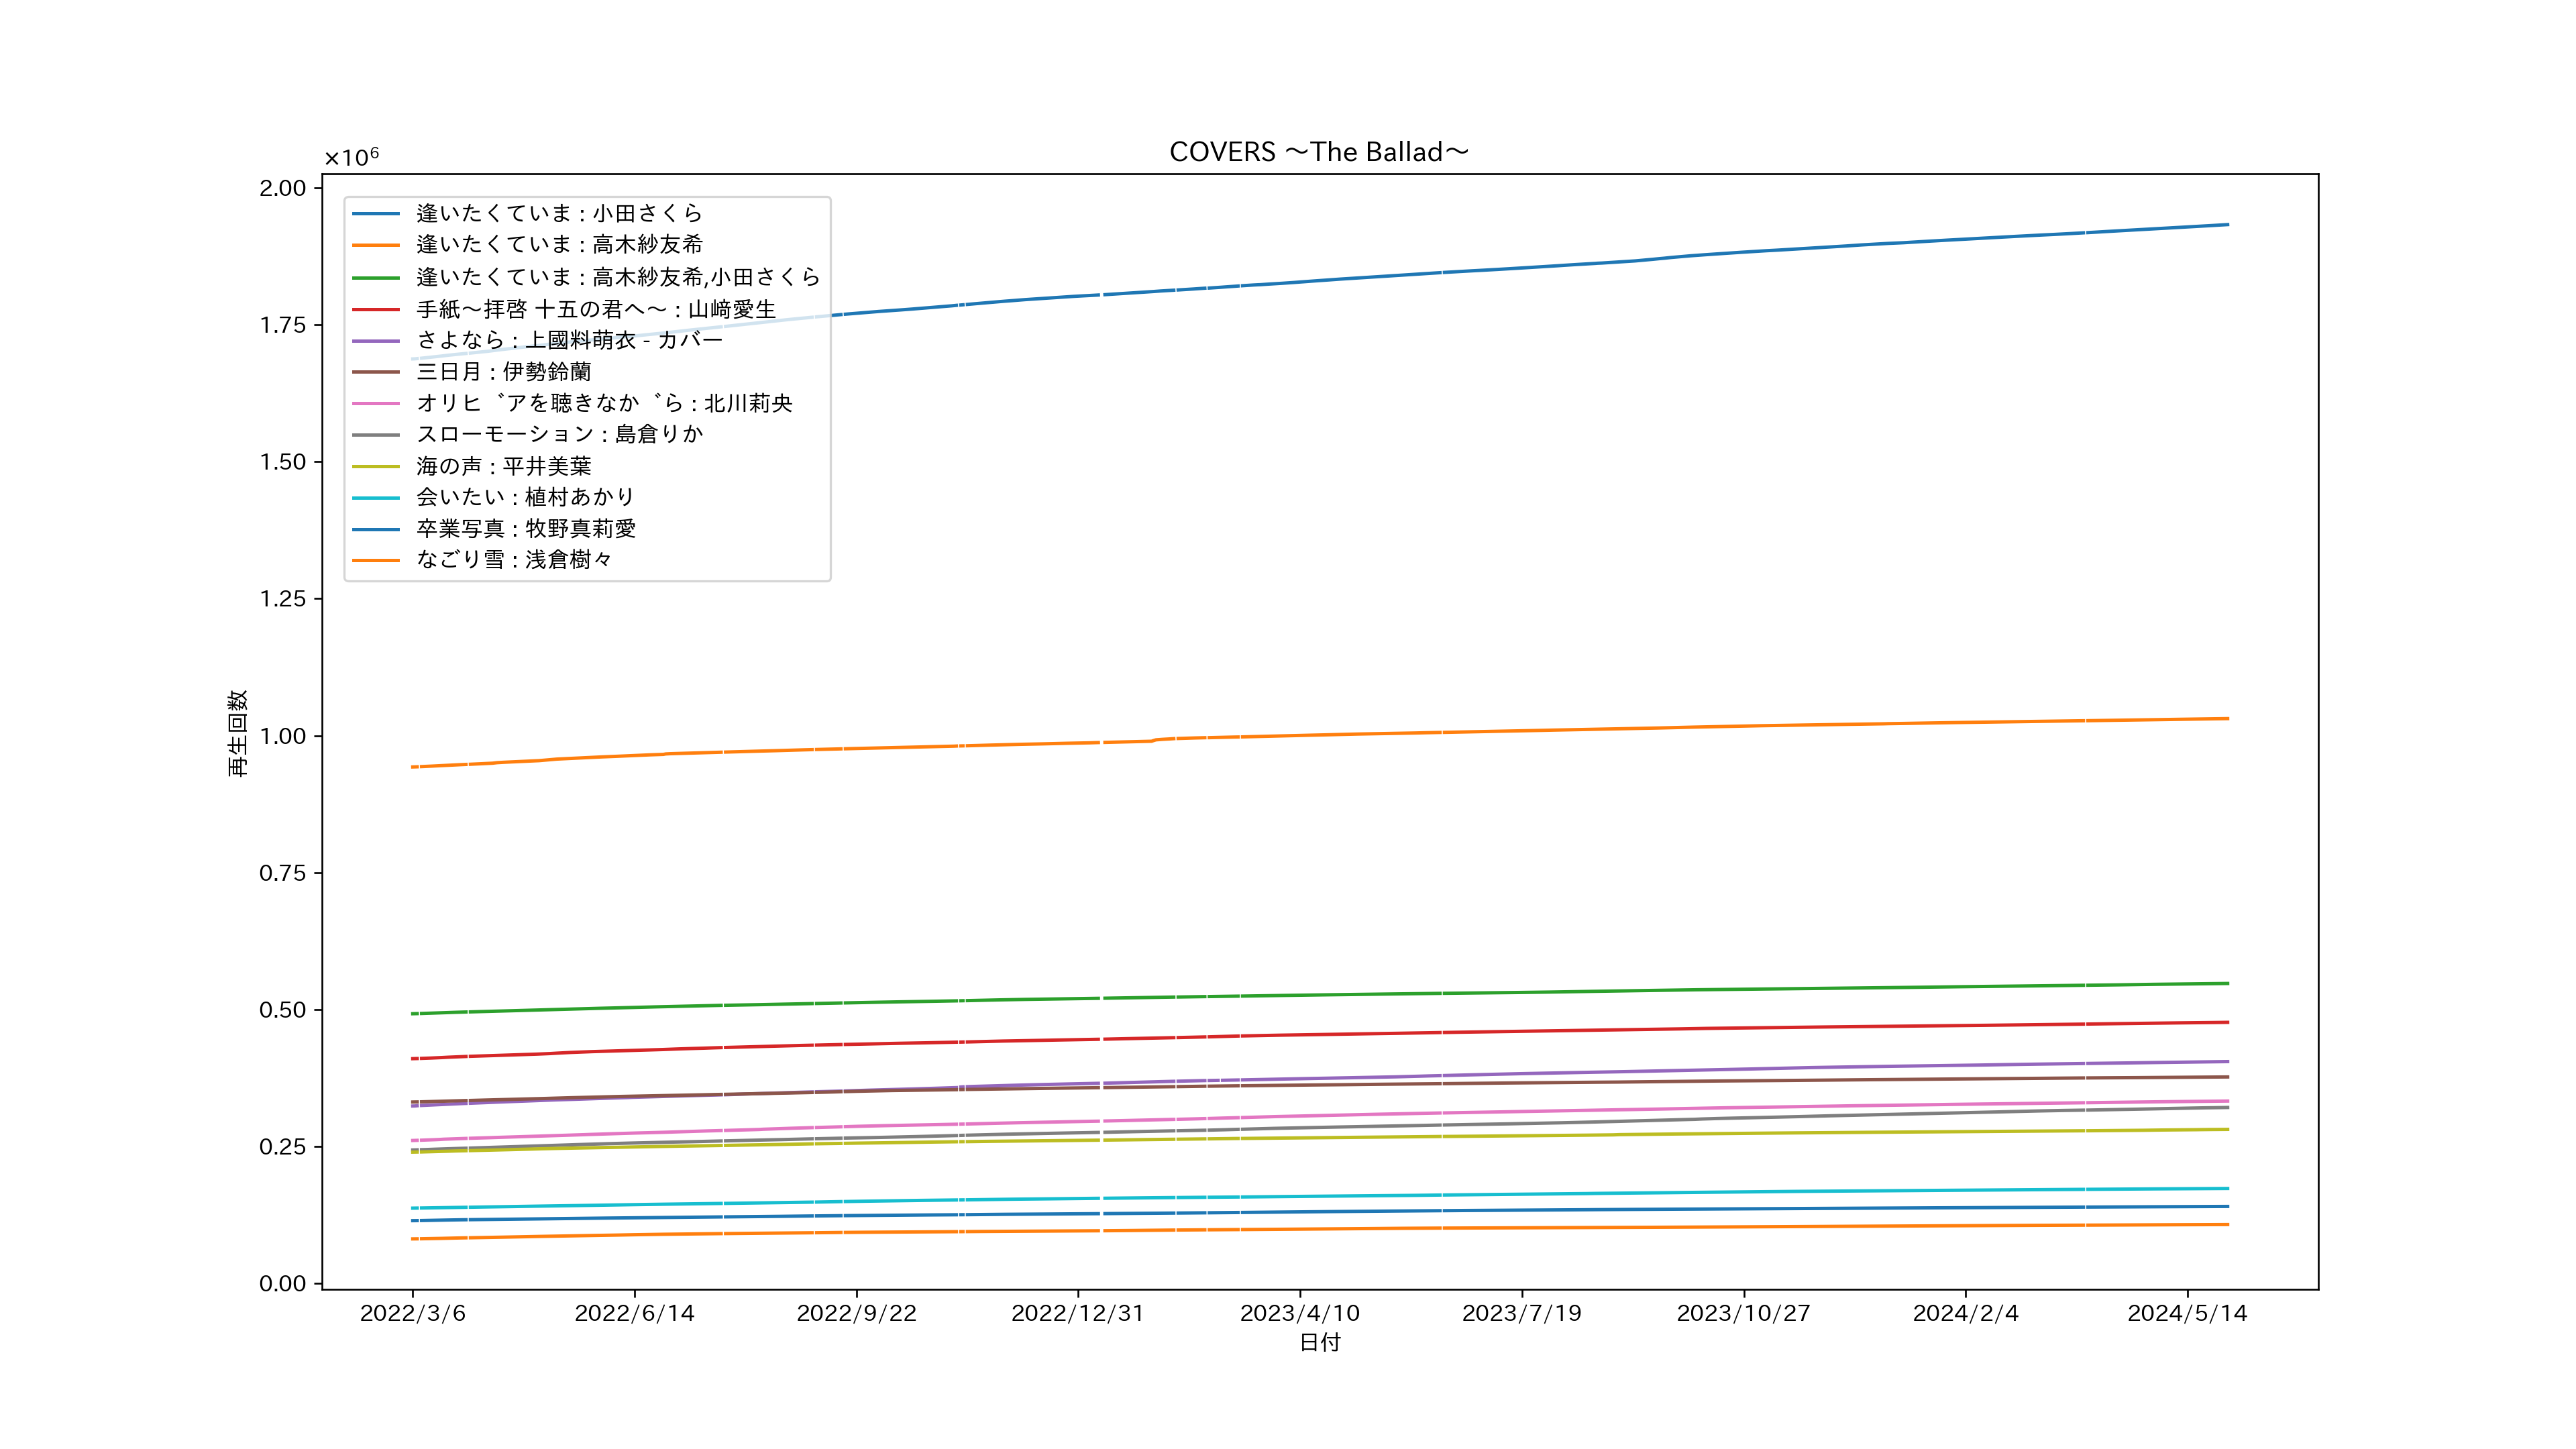 COVERS ～The Ballad～
×10⁶
2.00
1.75
1.50
1.25
1.00
0.75
0.50
0.25
0.00
再生回数
逢いたくていま : 小田さくら
逢いたくていま : 高木紗友希
逢いたくていま : 高木紗友希,小田さくら
手紙～拝啓 十五の君へ～ : 山﨑愛生
さよなら : 上國料萌衣 - カバー
三日月 : 伊勢鈴蘭
オリビアを聴きながら : 北川莉央
スローモーション : 島倉りか
海の声 : 平井美葉
会いたい : 植村あかり
卒業写真 : 牧野真莉愛
なごり雪 : 浅倉樹々
2022/3/6
2022/6/14
2022/9/22
2022/12/31
2023/4/10
2023/7/19
2023/10/27
2024/2/4
2024/5/14
日付